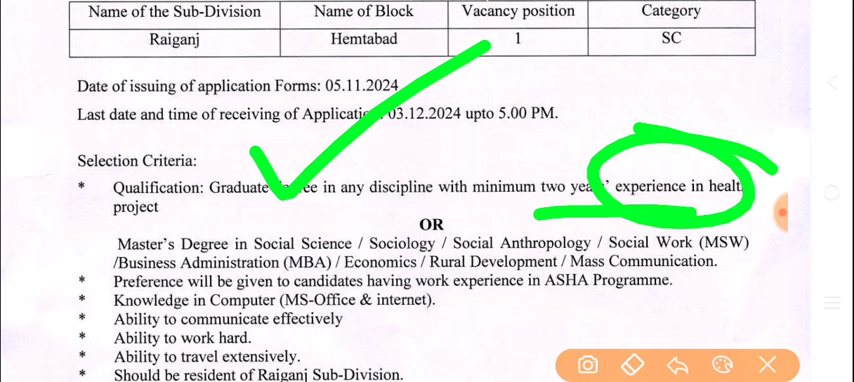 Name of the Sub-Division Name of Block Vacancy position Category
Raiganj Hemtabad 1 SC
Date of issuing of application Forms: 05.11.2024
Last date and time of receiving of Applicati 03.12.2024 upto 5.00 PM.
Selection Criteria:
* Qualification: Graduate in any discipline with minimum two experience in health
project
OR
Master's Degree in Social Science / Sociology / Social Anthropology / Social Work (MSW)
/Business Administration (MBA) / Economics / Rural Development / Mass Communication.
* Preference will be given to candidates having work experience in ASHA Programme.
* Knowledge in Computer (MS-Office & internet).
* Ability to communicate effectively
* Ability to work hard.
* Ability to travel extensively.
* Should be resident of Raiganj Sub-Division.